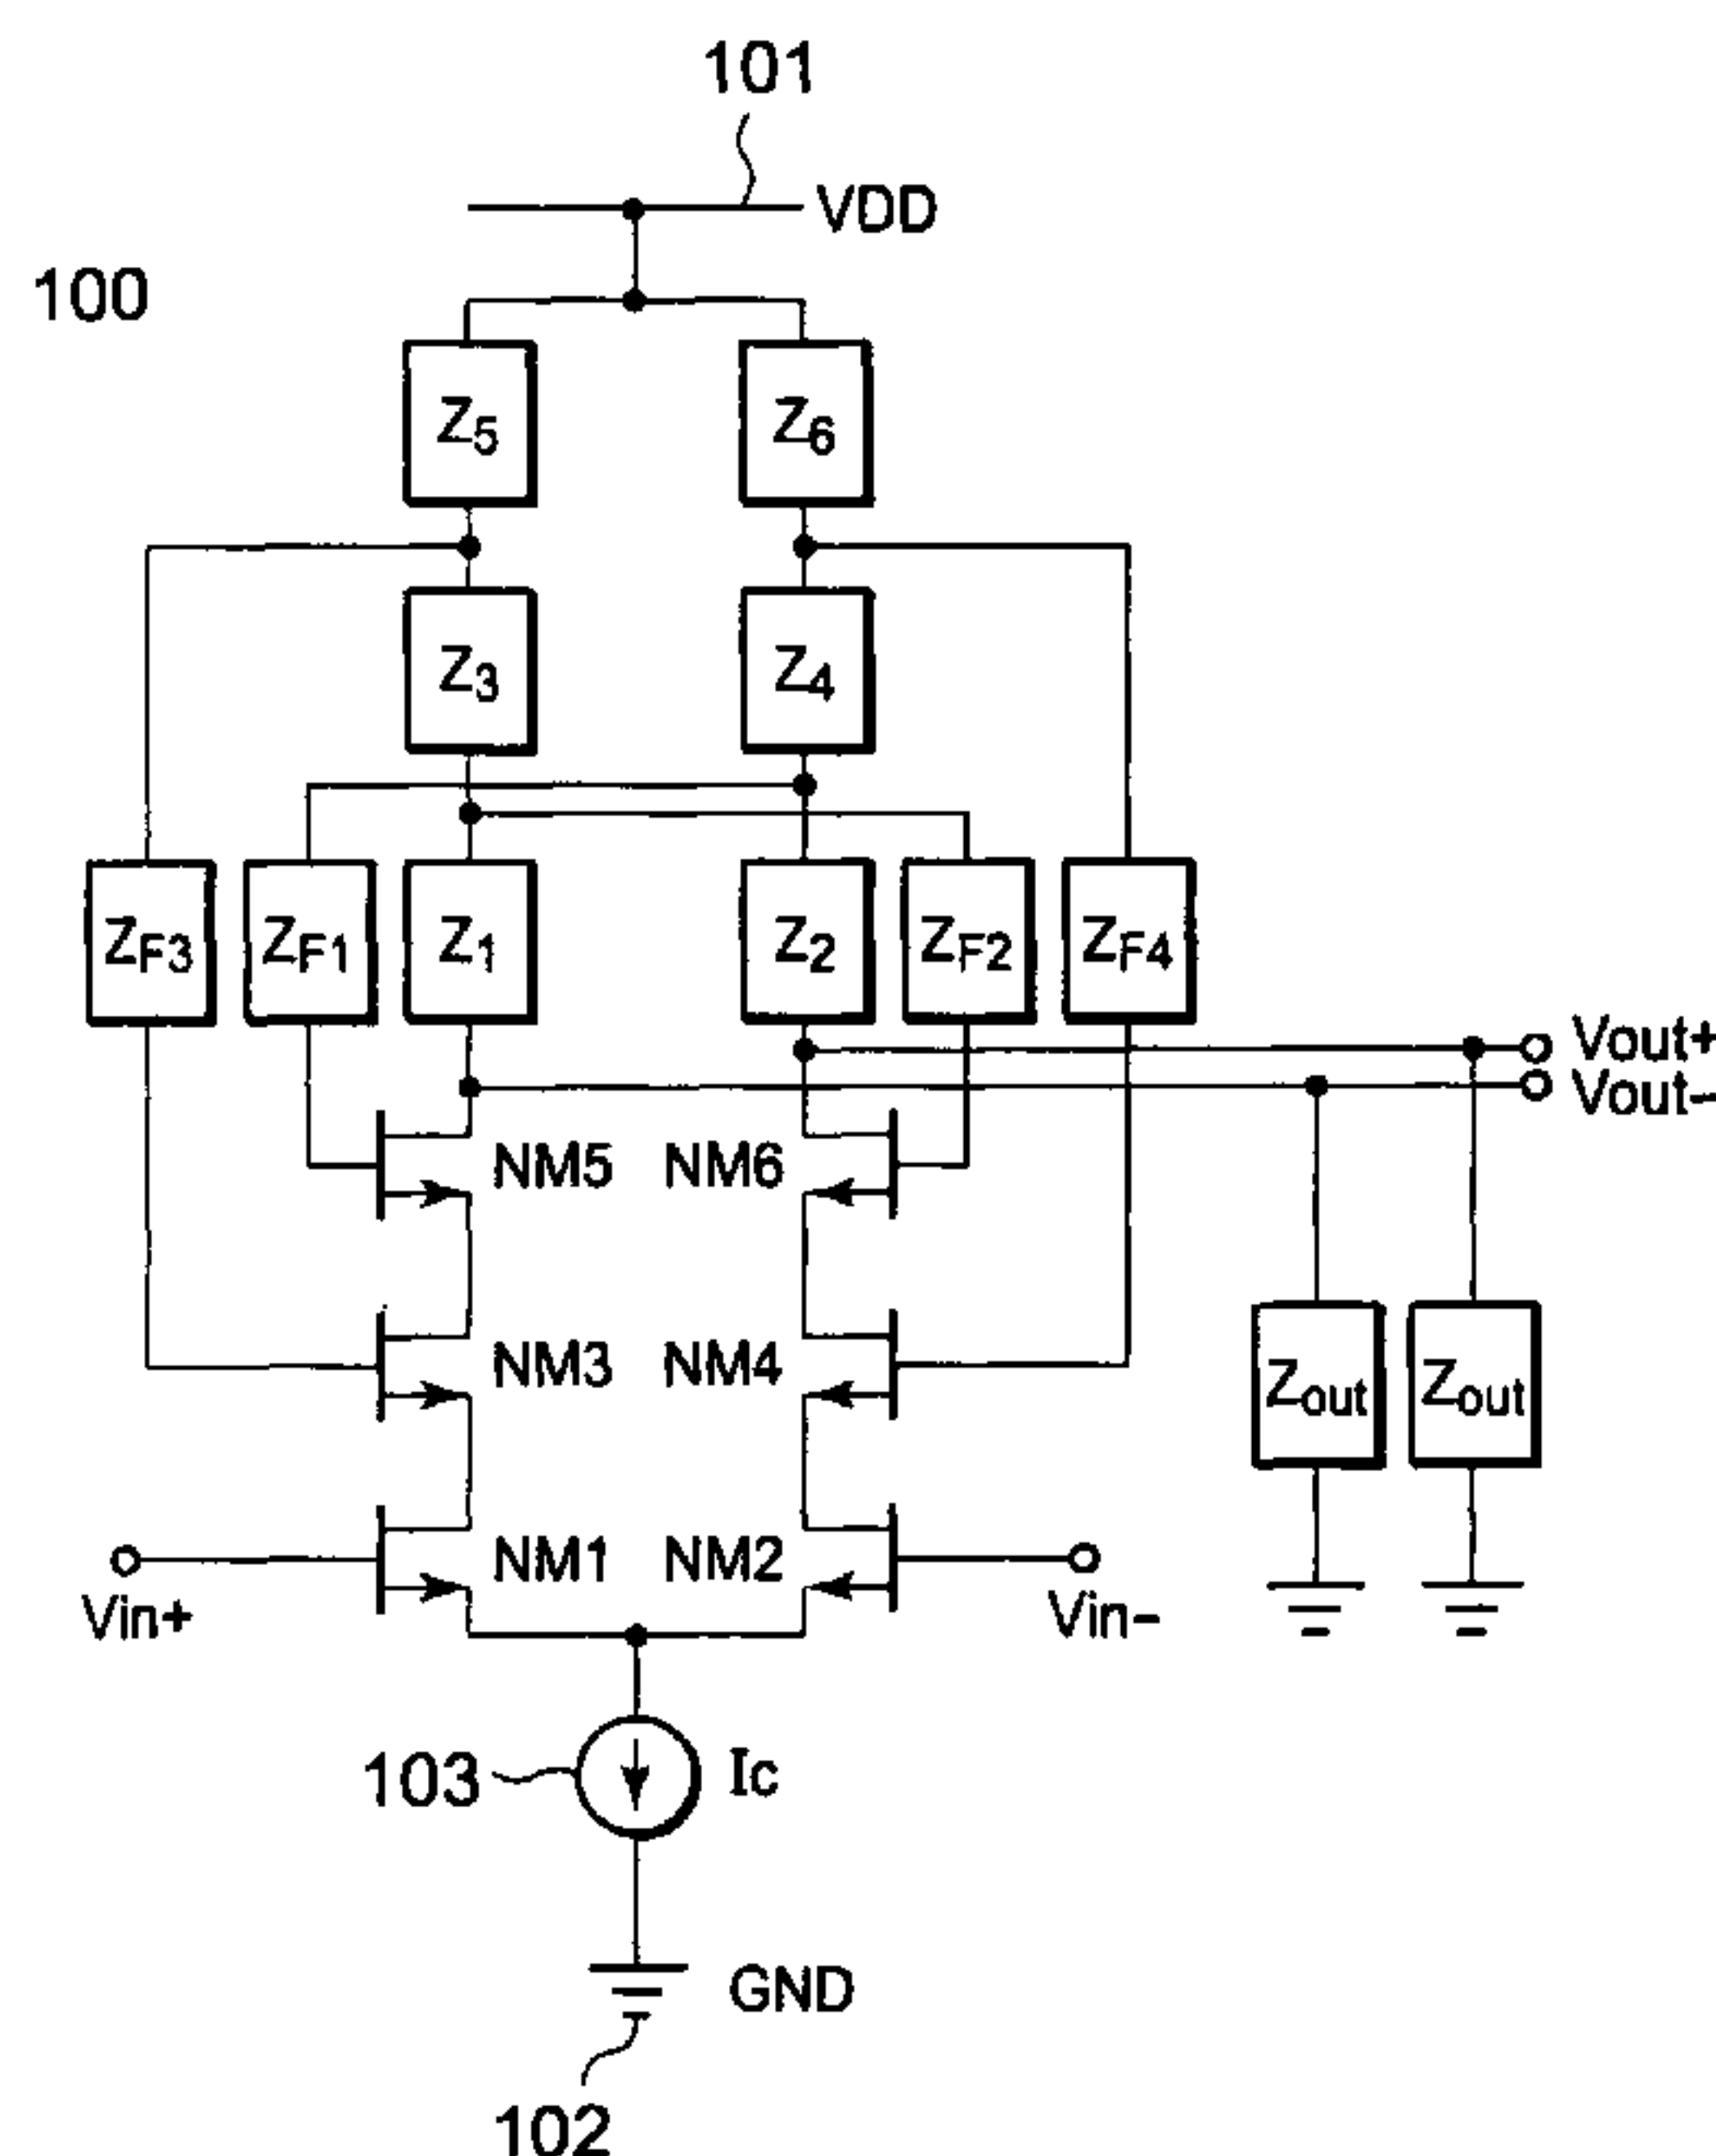 101
VDD
100
Z5 Z6
Z3 Z4
ZF3 ZF1 Z1 Z2 ZF2 ZF4
Vout+
Vout-
NM5 NM6
NM3 NM4
Zout Zout
NM1 NM2
Vin+ Vin-
103 Ic
GND
102